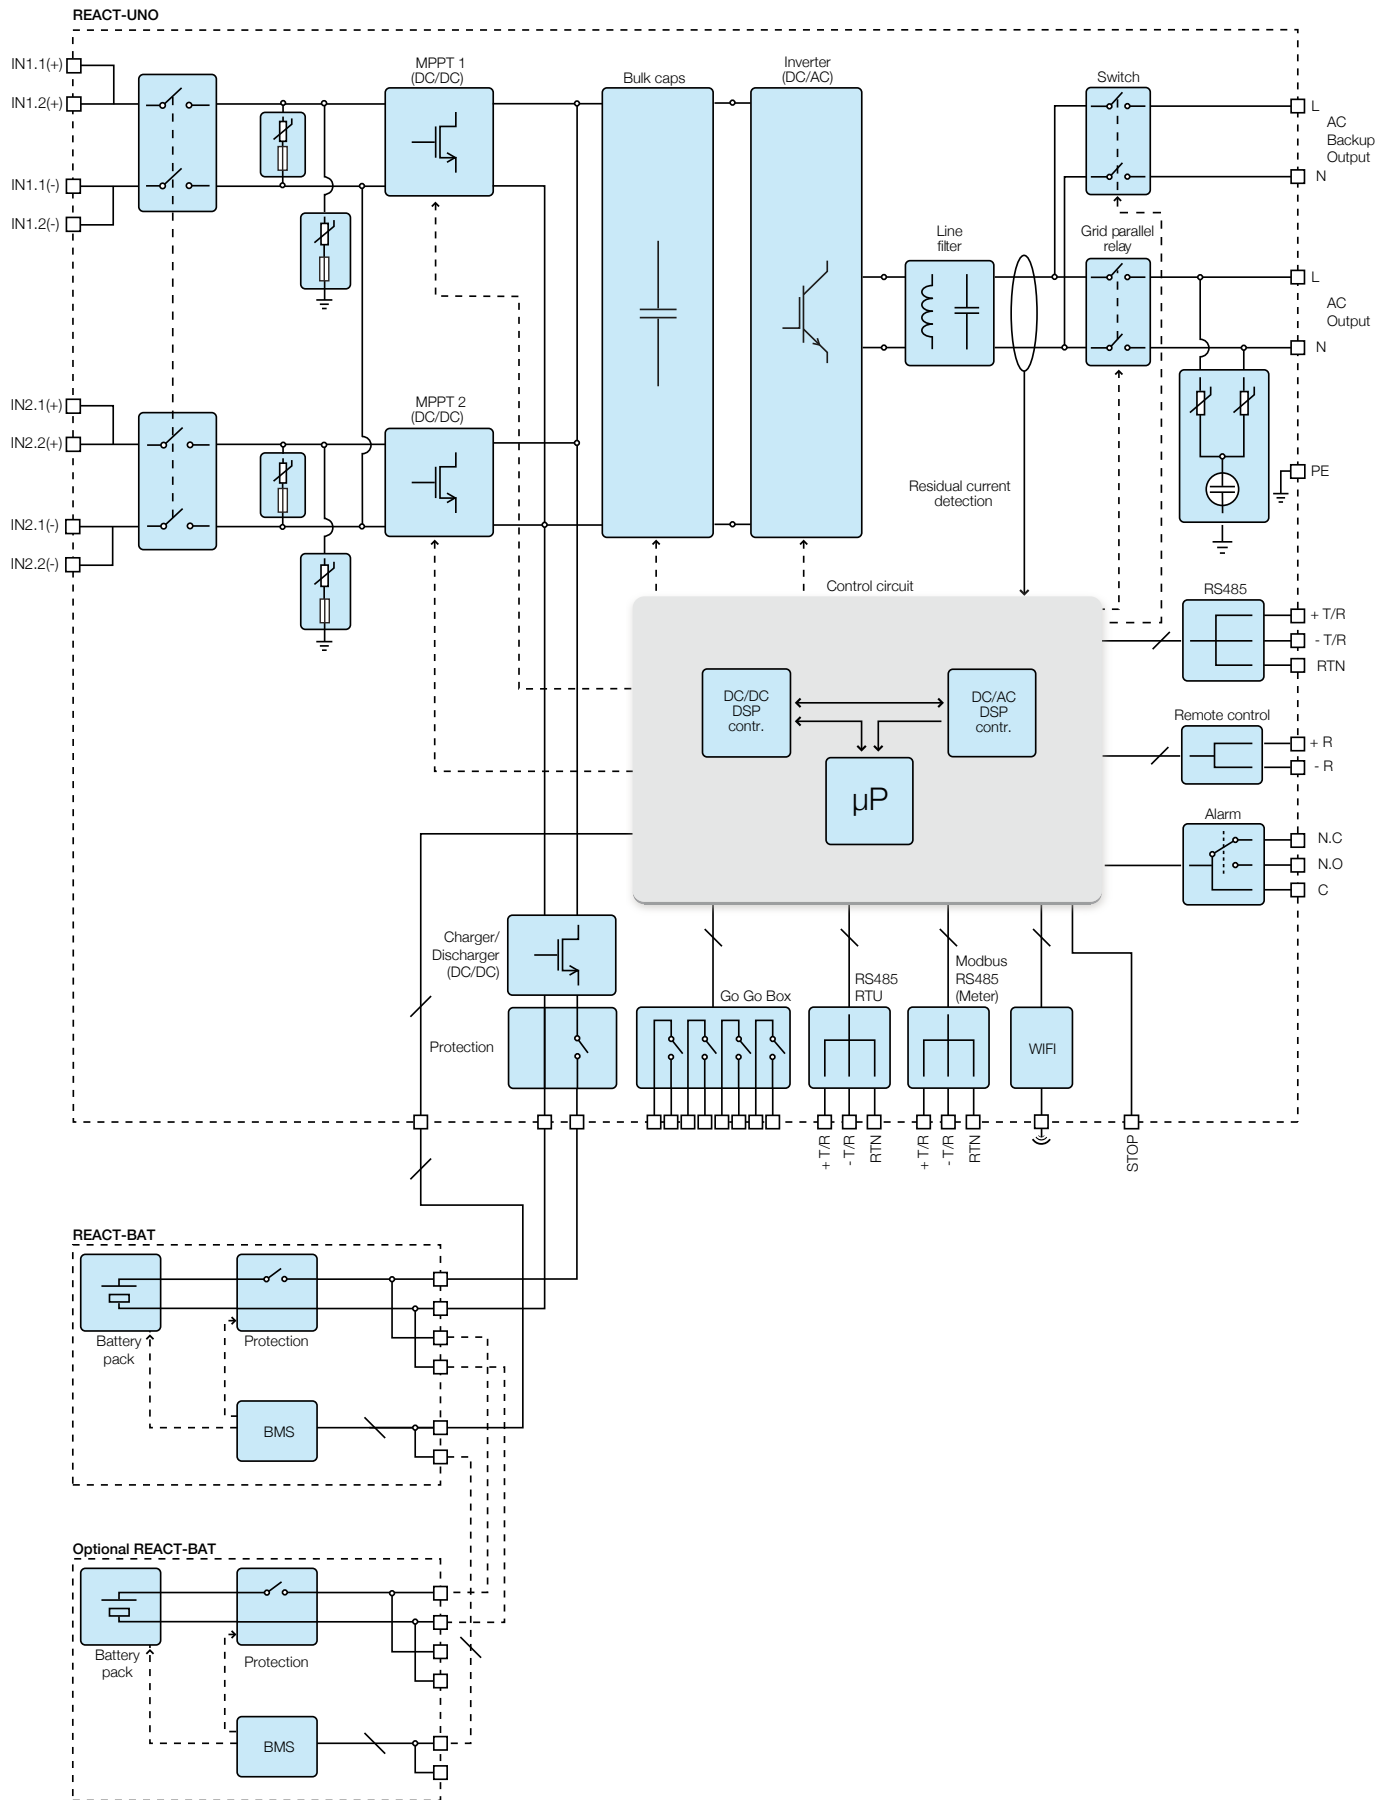 REACT-UNO
IN1.1(+)
IN1.2(+)
IN1.1(-)
IN1.2(-)
MPPT 1
(DC/DC)
Bulk caps
Inverter
(DC/AC)
Switch
L
AC
Backup
Output
N
Line
filter
Grid parallel
relay
L
AC
Output
N
IN2.1(+)
IN2.2(+)
IN2.1(-)
IN2.2(-)
MPPT 2
(DC/DC)
Residual current
detection
PE
Control circuit
RS485
+ T/R
- T/R
RTN
DC/DC
DSP
contr.
DC/AC
DSP
contr.
µP
Remote control
+ R
- R
Alarm
N.C
N.O
C
Charger/
Discharger
(DC/DC)
Protection
Go Go Box
RS485
RTU
Modbus
RS485
(Meter)
WIFI
+ T/R
- T/R
RTN
+ T/R
- T/R
RTN
STOP
REACT-BAT
Battery
pack
Protection
BMS
Optional REACT-BAT
Battery
pack
Protection
BMS